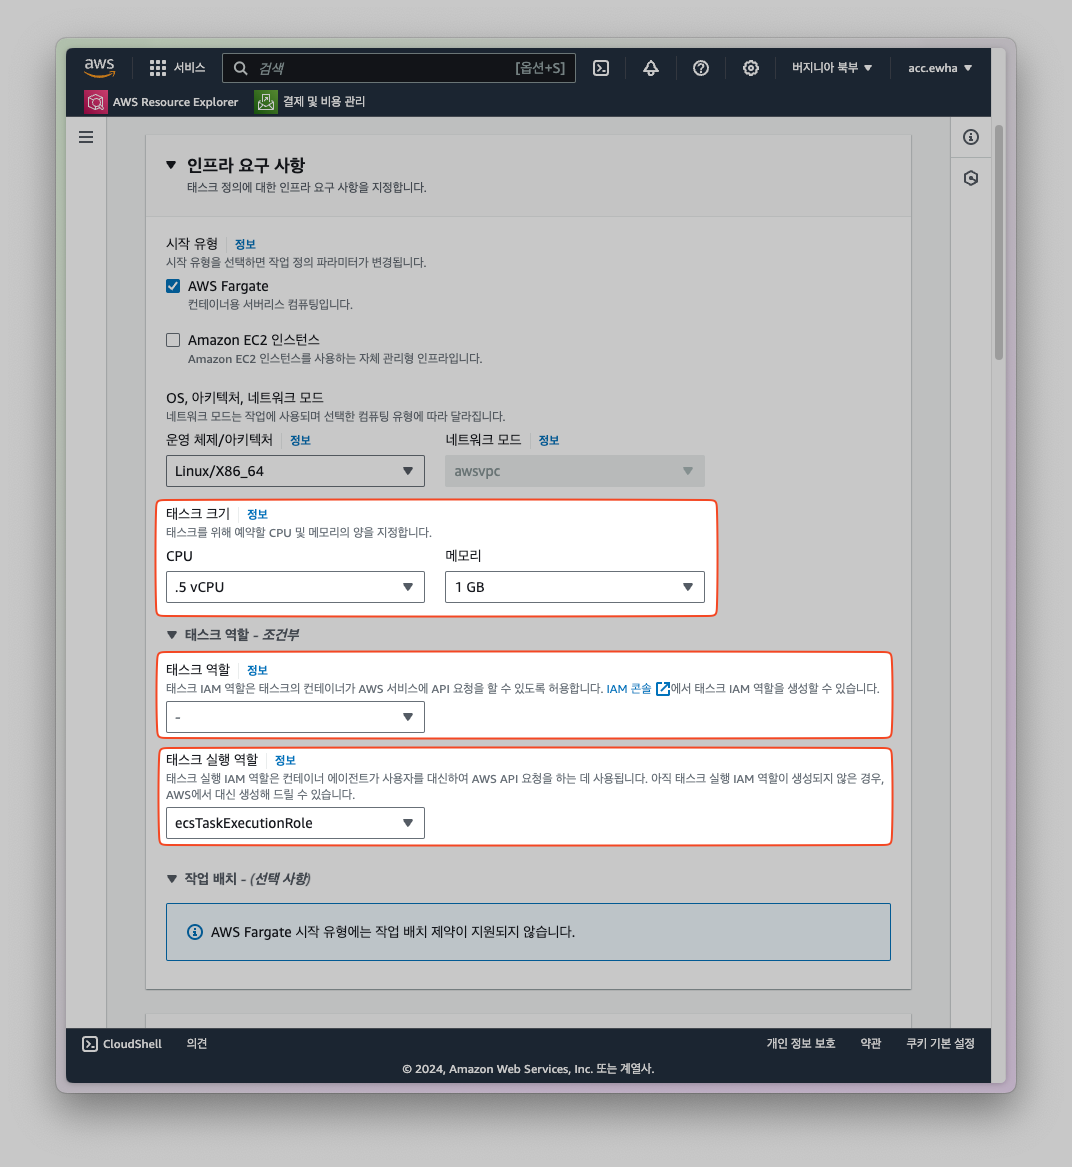 aws
서비스
검색
[옵션+S]
버지니아 북부
acc.ewha
AWS Resource Explorer
결제 및 비용 관리
인프라 요구 사항
태스크 정의에 대한 인프라 요구 사항을 지정합니다.
시작 유형 정보
시작 유형을 선택하면 작업 정의 파라미터가 변경됩니다.
AWS Fargate
컨테이너용 서버리스 컴퓨팅입니다.
Amazon EC2 인스턴스
Amazon EC2 인스턴스를 사용하는 자체 관리형 인프라입니다.
OS, 아키텍처, 네트워크 모드
네트워크 모드는 작업에 사용되며 선택한 컴퓨팅 유형에 따라 달라집니다.
운영 체제/아키텍처 정보
네트워크 모드 정보
Linux/X86_64
awsvpc
태스크 크기 정보
태스크를 위해 예약할 CPU 및 메모리의 양을 지정합니다.
CPU
메모리
.5 vCPU
1 GB
태스크 역할 - 조건부
태스크 역할 정보
태스크 IAM 역할은 태스크의 컨테이너가 AWS 서비스에 API 요청을 할 수 있도록 허용합니다. IAM 콘솔에서 태스크 IAM 역할을 생성할 수 있습니다.
-
태스크 실행 역할 정보
태스크 실행 IAM 역할은 컨테이너 에이전트가 사용자를 대신하여 AWS API 요청을 하는 데 사용됩니다. 아직 태스크 실행 IAM 역할이 생성되지 않은 경우,
AWS에서 대신 생성해 드릴 수 있습니다.
ecsTaskExecutionRole
작업 배치 - (선택 사항)
AWS Fargate 시작 유형에는 작업 배치 제약이 지원되지 않습니다.
CloudShell
의견
개인 정보 보호
약관
쿠키 기본 설정
© 2024, Amazon Web Services, Inc. 또는 계열사.